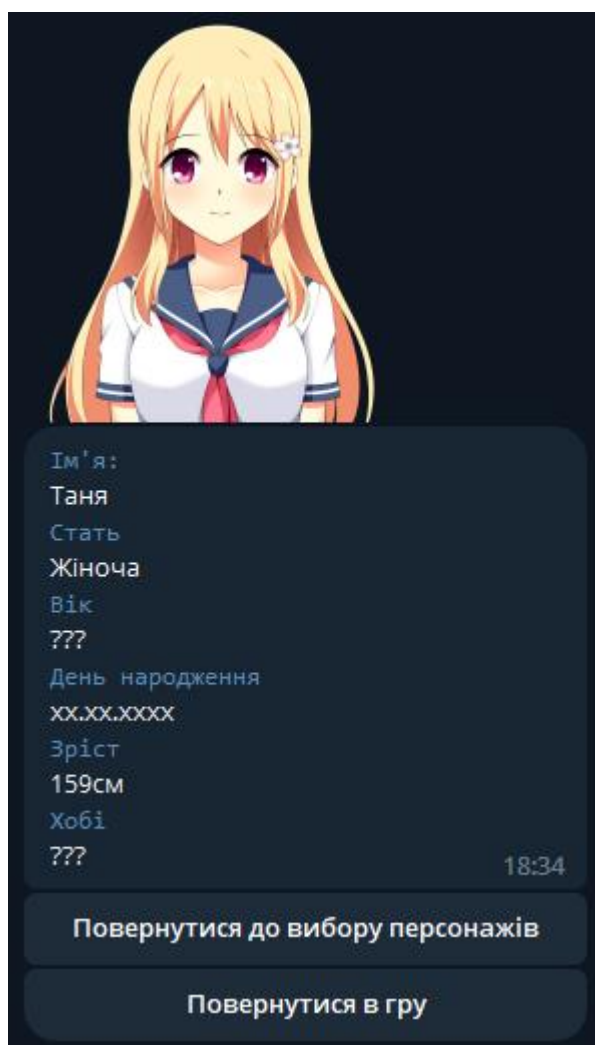 Ім'я:
Таня
Стать
Жіноча
Вік
???
День народження
xx.xx.xxxx
Зріст
159см
Хобі
???
18:34
Повернутися до вибору персонажів
Повернутися в гру